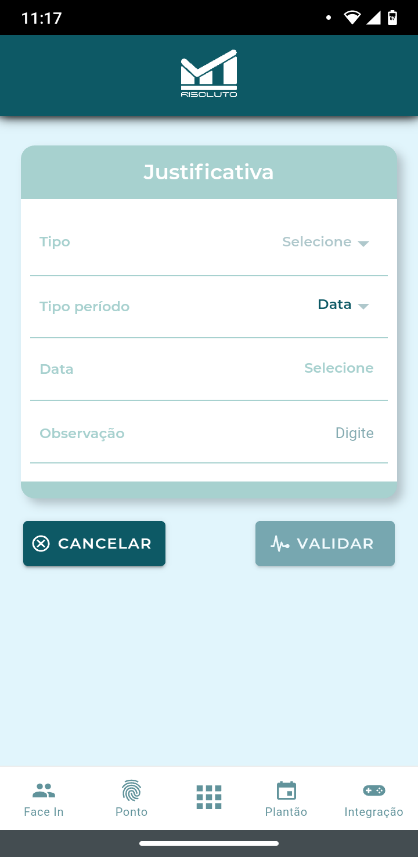 11:17
RISOLUTO
Justificativa
Tipo Selecione
Tipo período Data
Data Selecione
Observação Digite
CANCELAR VALIDAR
Face In Ponto Plantão Integração